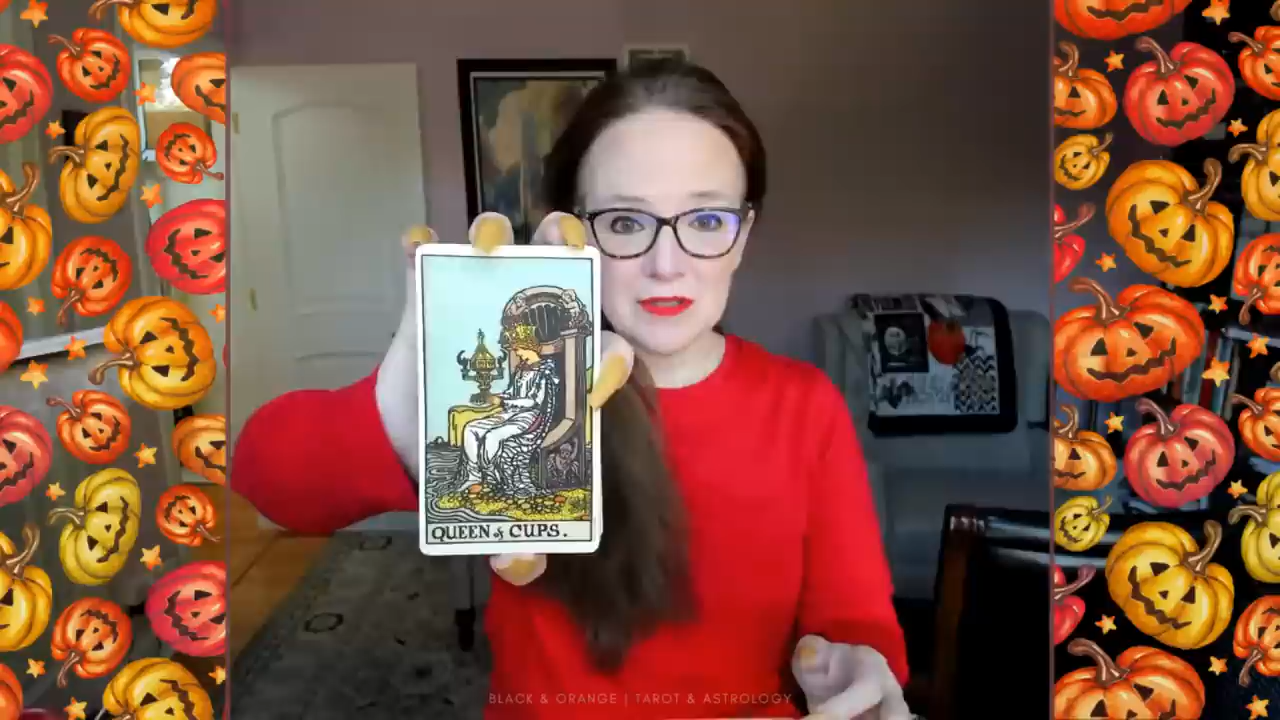 QUEEN of CUPS.
BLACK & ORANGE | TAROT & ASTROLOGY